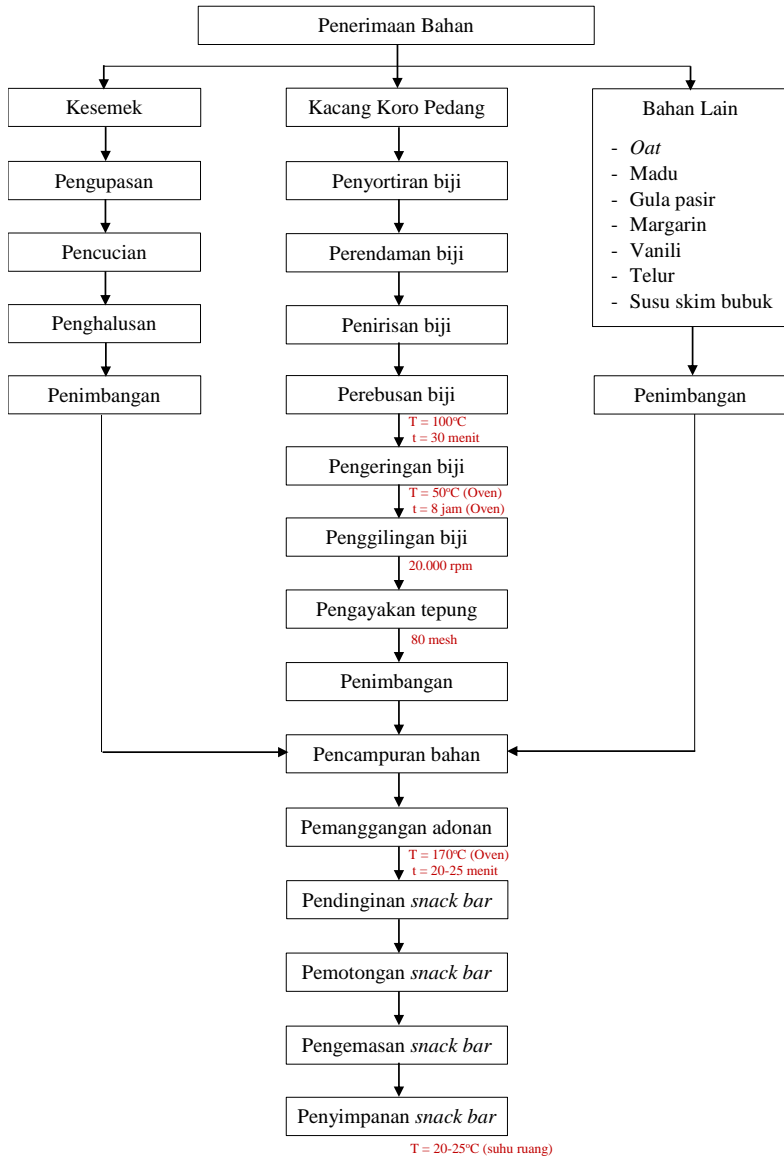 Penerimaan Bahan
Kesemek
Pengupasan
Pencucian
Penghalusan
Penimbangan
Kacang Koro Pedang
Penyortiran biji
Perendaman biji
Penirisan biji
Perebusan biji
T = 100°C
t = 30 menit
Pengeringan biji
T = 50°C (Oven)
t = 8 jam (Oven)
Penggilingan biji
20.000 rpm
Pengayakan tepung
80 mesh
Penimbangan
Bahan Lain
- Oat
- Madu
- Gula pasir
- Margarin
- Vanili
- Telur
- Susu skim bubuk
Penimbangan
Pencampuran bahan
Pemanggangan adonan
T = 170°C (Oven)
t = 20-25 menit
Pendinginan snack bar
Pemotongan snack bar
Pengemasan snack bar
Penyimpanan snack bar
T = 20-25°C (suhu ruang)